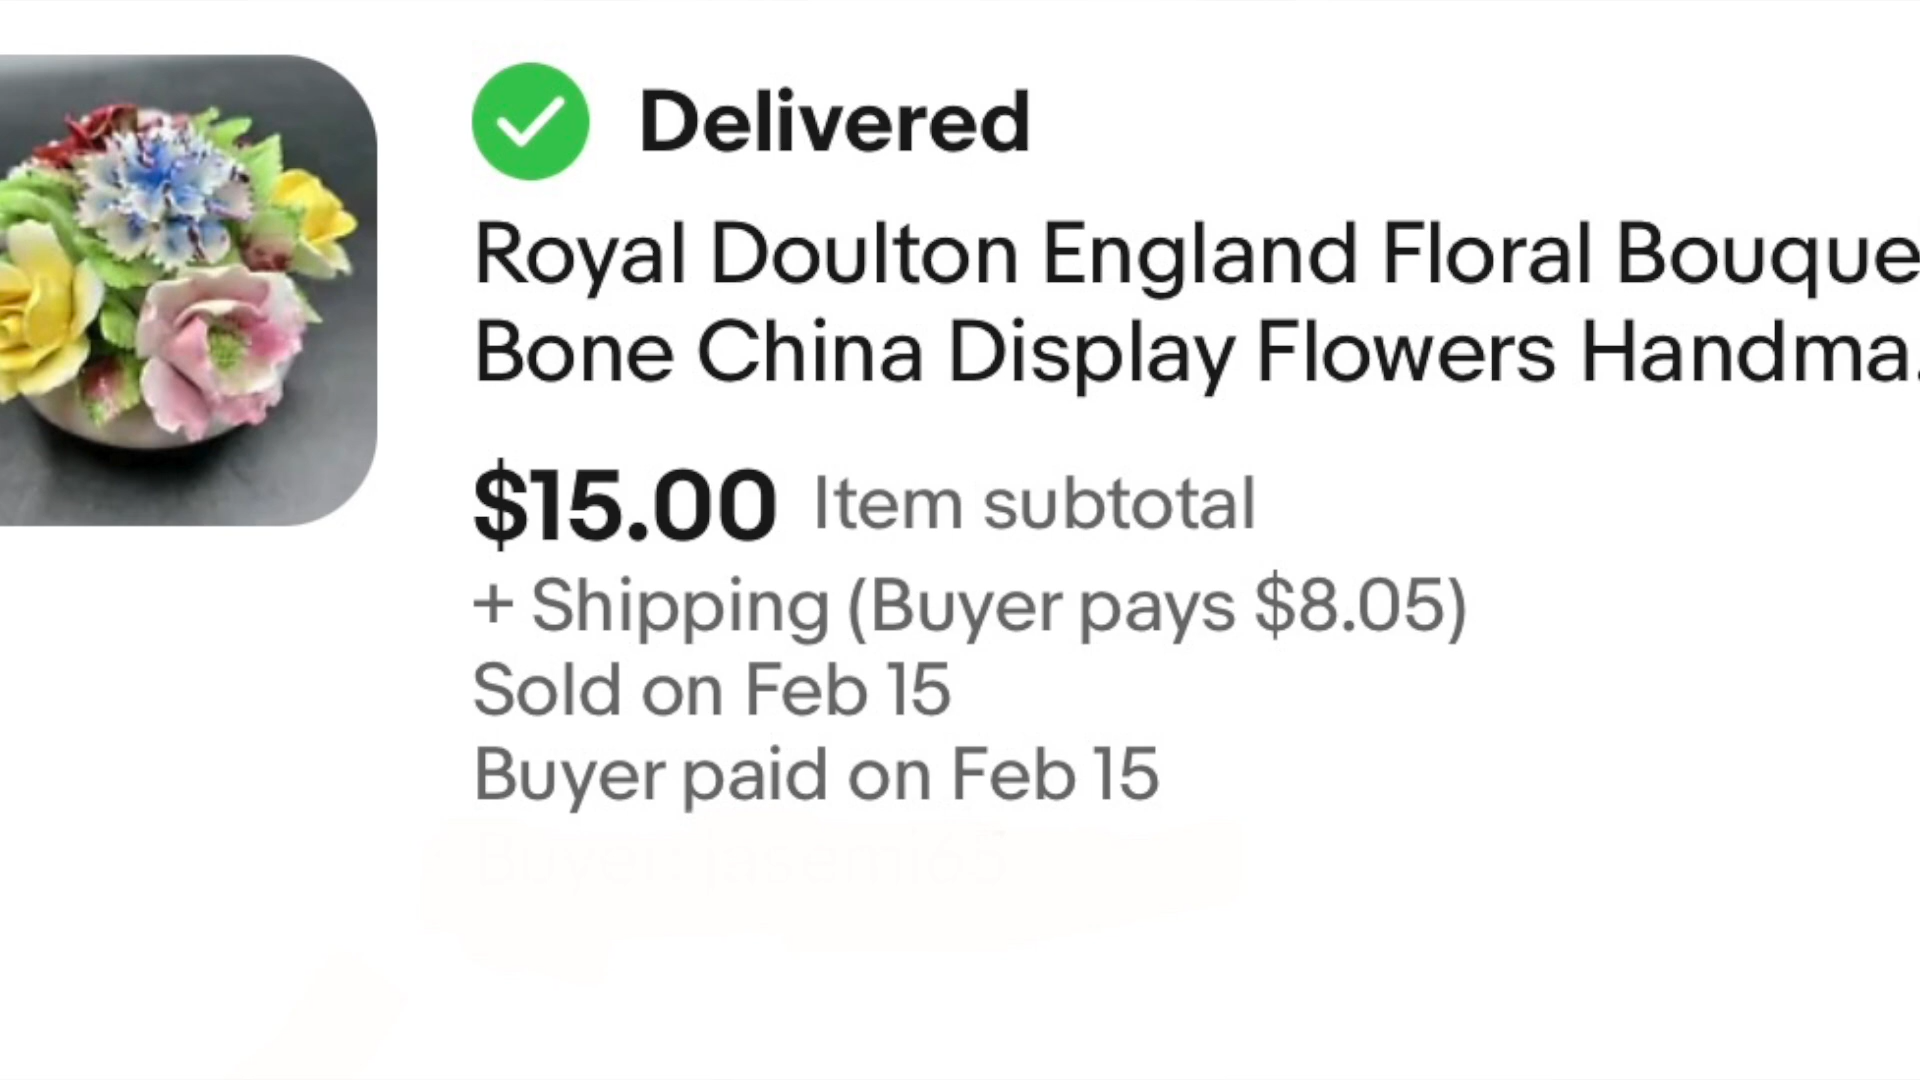 Delivered
Royal Doulton England Floral Bouque
Bone China Display Flowers Handma.
$15.00 Item subtotal
+ Shipping (Buyer pays $8.05)
Sold on Feb 15
Buyer paid on Feb 15